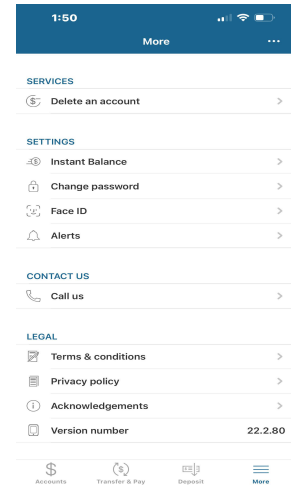 1:50
More
SERVICES
Delete an account
SETTINGS
Instant Balance
Change password
Face ID
Alerts
CONTACT US
Call us
LEGAL
Terms & conditions
Privacy policy
Acknowledgements
Version number 22.2.80
Accounts Transfer & Pay Deposit More